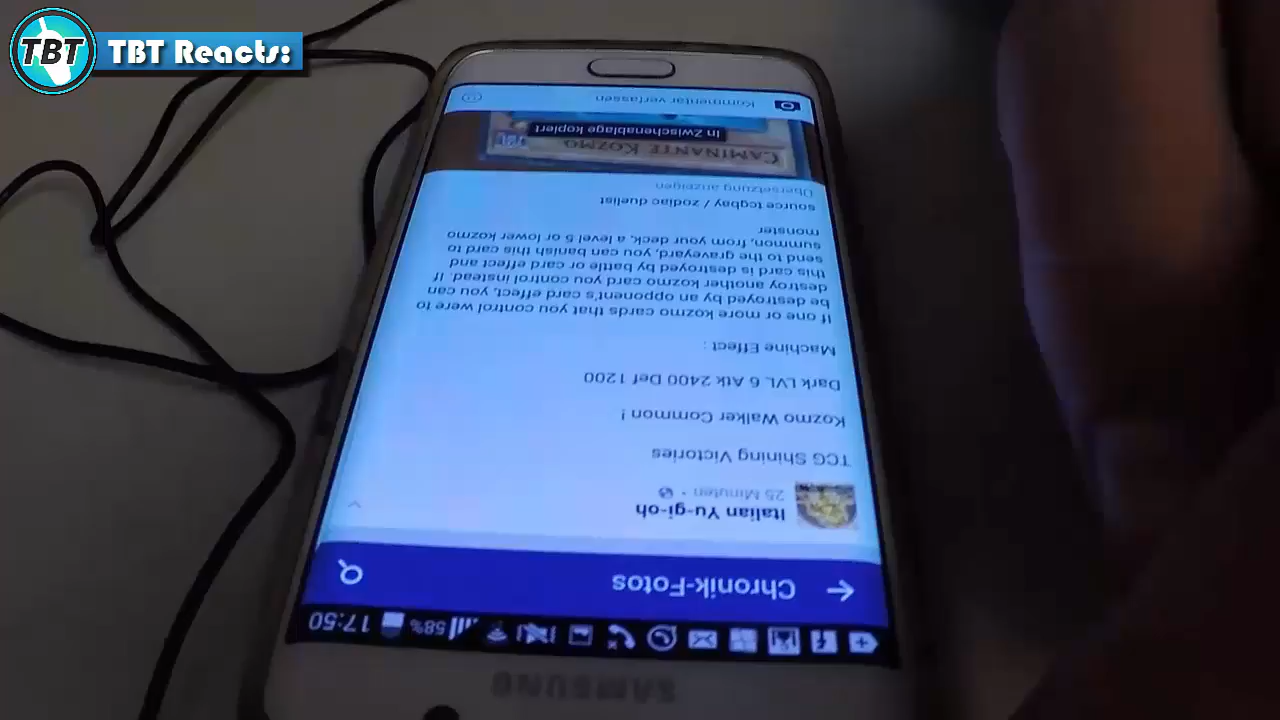 TBT
TBT Reacts:
SAMSUNG
58% 17:50
Chronik-Fotos
Italian Yu-gi-oh
25 Minuten
TCG Shining Victories
Kozmo Walker Common !
Dark LVL 6 Atk 2400 Def 1200
Machine Effect :
If one or more kozmo cards that you control were to
be destroyed by an opponent's card effect, you can
destroy another kozmo card you control instead. If
this card is destroyed by battle or card effect and
send to the graveyard, you can banish this card to
summon, from your deck, a level 5 or lower kozmo
monster
source tcgbay / zodiac duelist
Übersetzung anzeigen
CAMINANTE KOZMO
In Zwischenablage kopiert
Kommentar verfassen